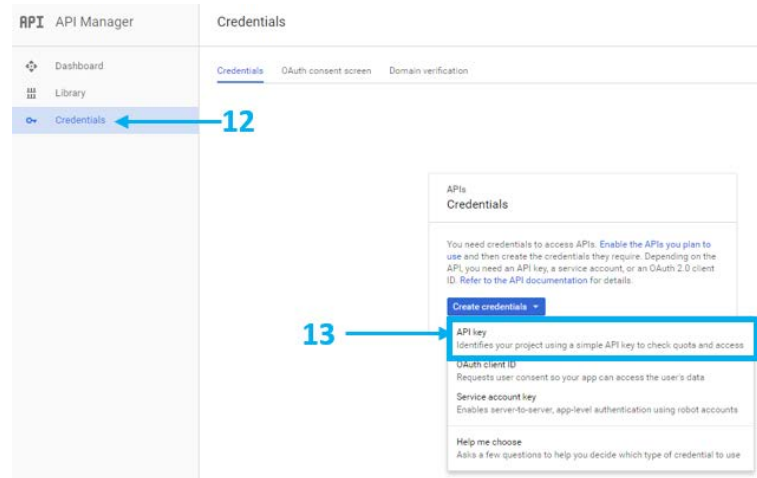 API API Manager
Credentials
Dashboard
Library
Credentials
Credentials OAuth consent screen Domain verification
12
APIs
Credentials
You need credentials to access APIs. Enable the APIs you plan to
use and then create the credentials they require. Depending on the
API, you need an API key, a service account, or an OAuth 2.0 client
ID. Refer to the API documentation for details.
Create credentials
13
API key
Identifies your project using a simple API key to check quota and access
OAuth client ID
Requests user consent so your app can access the user's data
Service account key
Enables server-to-server, app-level authentication using robot accounts
Help me choose
Asks a few questions to help you decide which type of credential to use